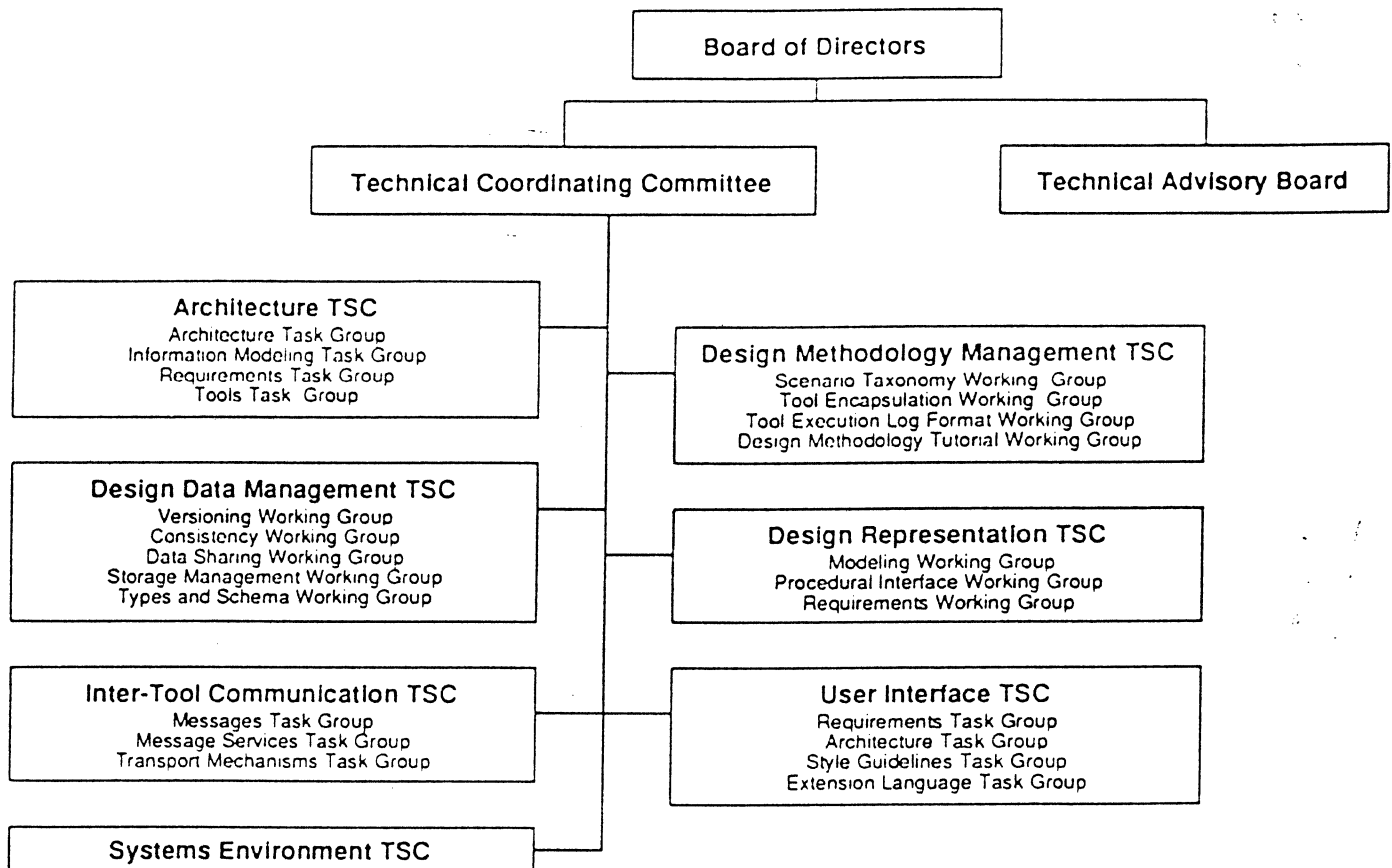 Board of Directors
Technical Coordinating Committee
Technical Advisory Board
Architecture TSC
Architecture Task Group
Information Modeling Task Group
Requirements Task Group
Tools Task Group
Design Methodology Management TSC
Scenario Taxonomy Working Group
Tool Encapsulation Working Group
Tool Execution Log Format Working Group
Design Methodology Tutorial Working Group
Design Data Management TSC
Versioning Working Group
Consistency Working Group
Data Sharing Working Group
Storage Management Working Group
Types and Schema Working Group
Design Representation TSC
Modeling Working Group
Procedural Interface Working Group
Requirements Working Group
Inter-Tool Communication TSC
Messages Task Group
Message Services Task Group
Transport Mechanisms Task Group
User Interface TSC
Requirements Task Group
Architecture Task Group
Style Guidelines Task Group
Extension Language Task Group
Systems Environment TSC